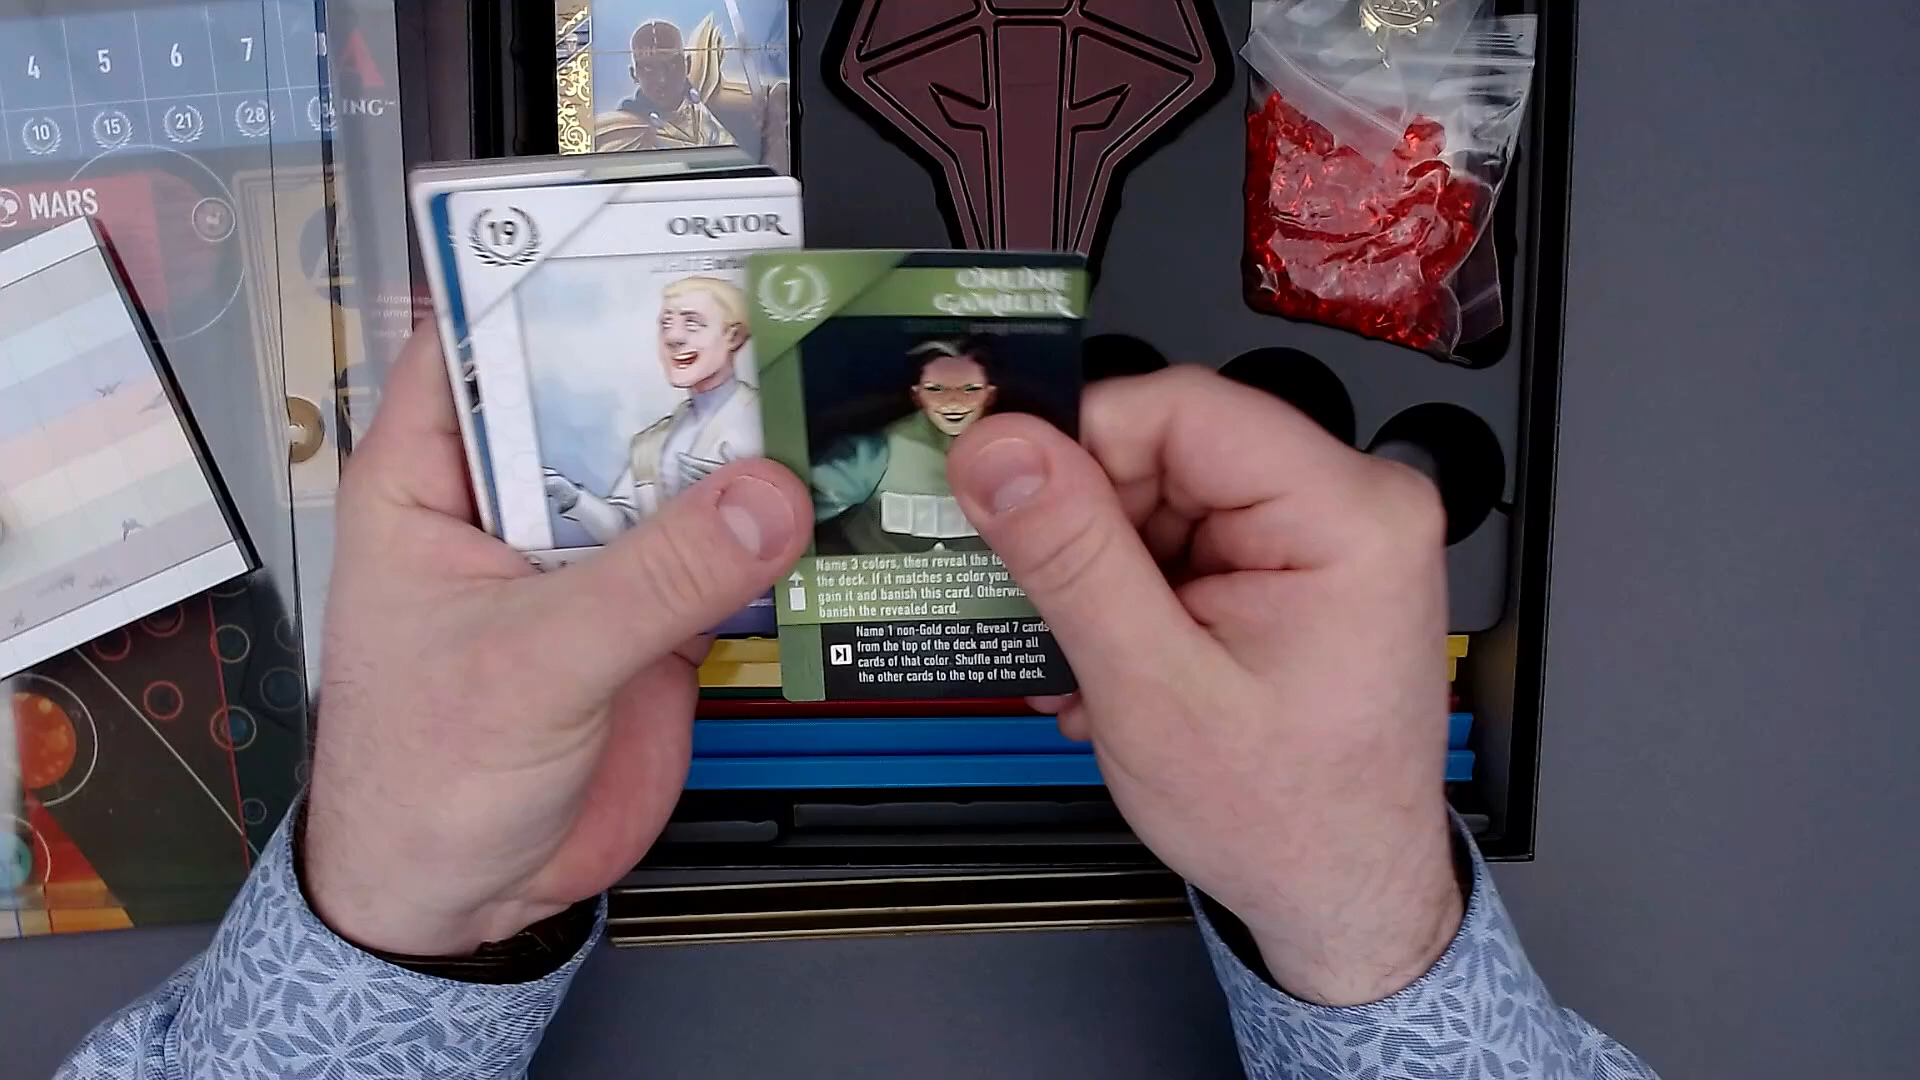 4 5 6 7
10 15 21 28
A
ING™
MARS
19
ORATOR
WHITE
7
ONLINE
GAMBLER
programmer
Name 3 colors, then reveal the
the deck. If it matches a color you
gain it and banish this card.
banish the revealed card.
Name 1 non-Gold color. Reveal 7 cards
from the top of the deck and gain all
cards of that color. Shuffle and return
the other cards to the top of the deck.